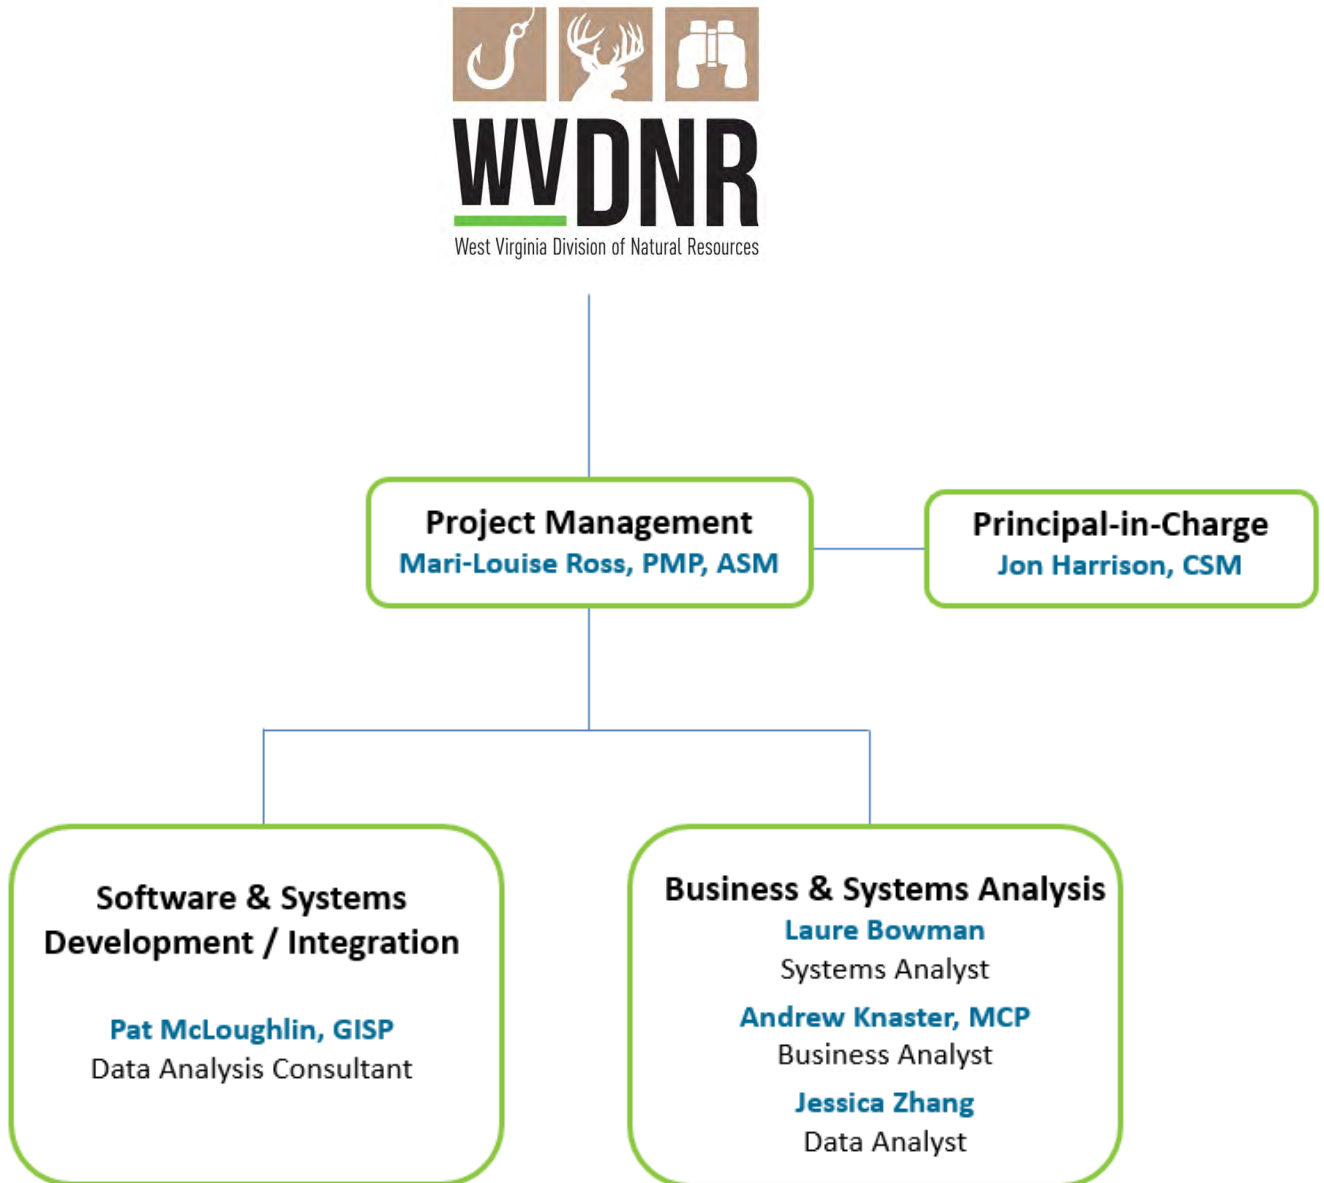 WVDNR
West Virginia Division of Natural Resources
Project Management
Mari-Louise Ross, PMP, ASM
Principal-in-Charge
Jon Harrison, CSM
Software & Systems
Development / Integration
Pat McLoughlin, GISP
Data Analysis Consultant
Business & Systems Analysis
Laure Bowman
Systems Analyst
Andrew Knaster, MCP
Business Analyst
Jessica Zhang
Data Analyst